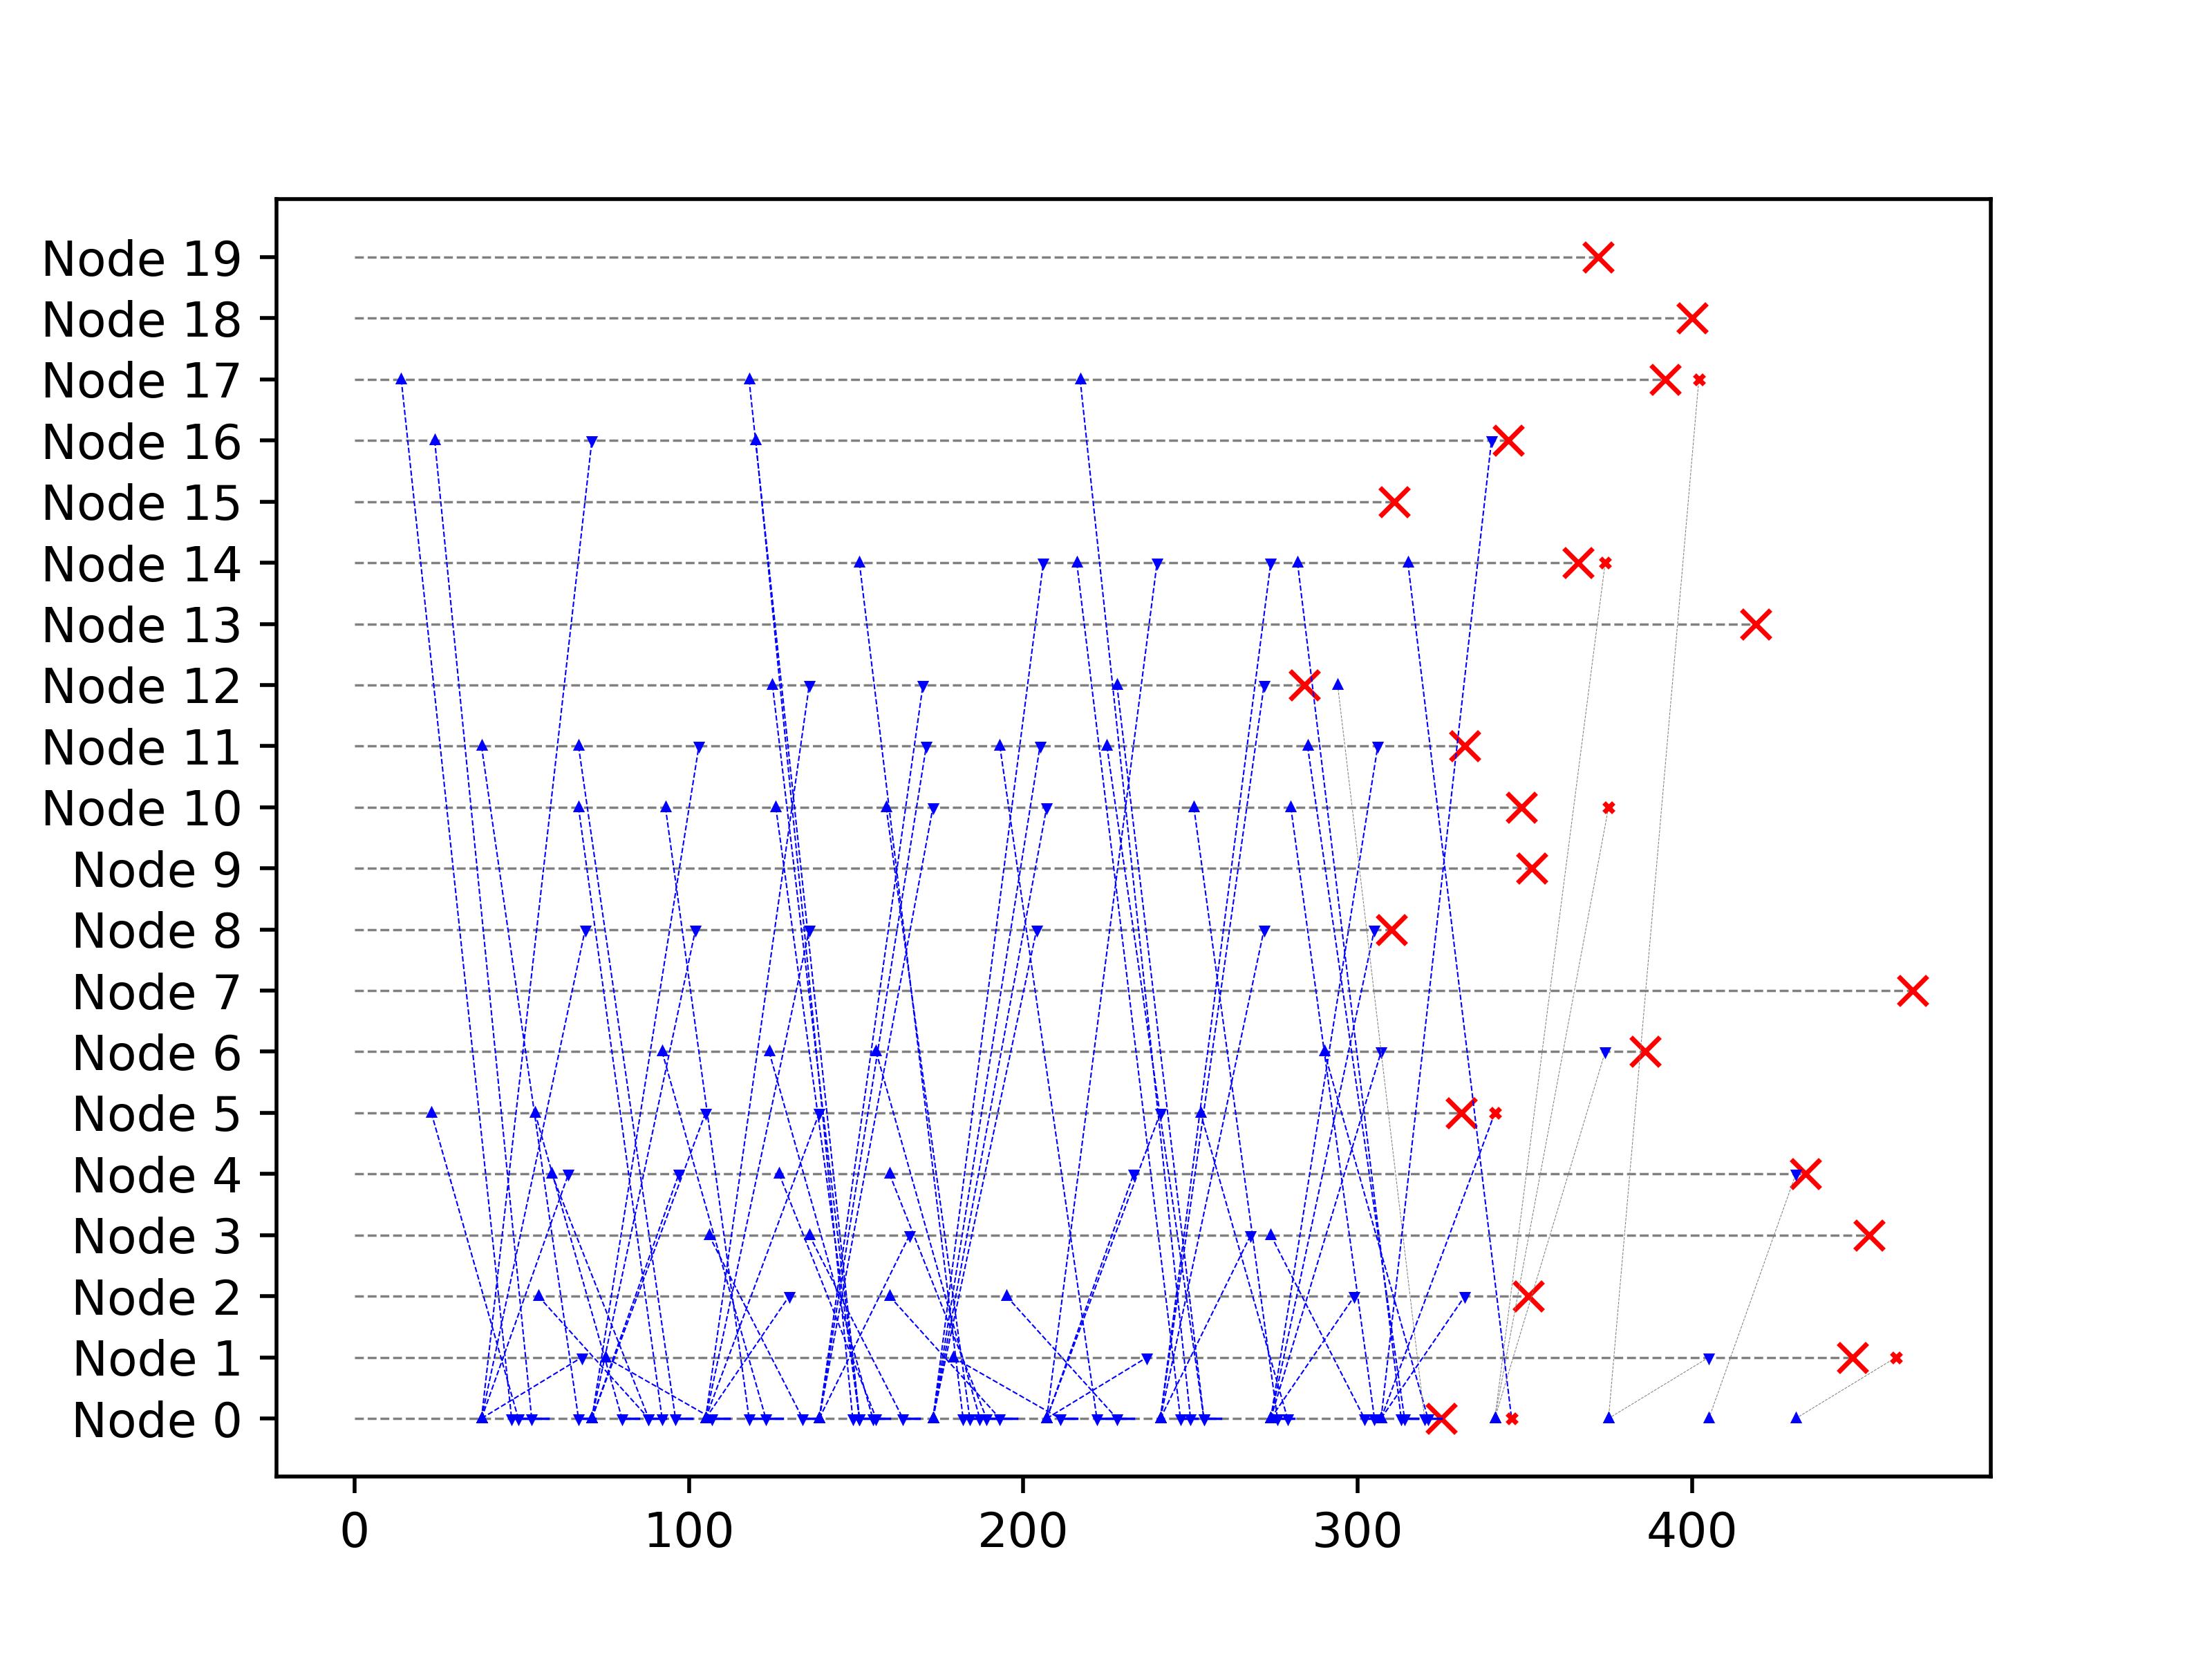 Node 19
Node 18
Node 17
Node 16
Node 15
Node 14
Node 13
Node 12
Node 11
Node 10
Node 9
Node 8
Node 7
Node 6
Node 5
Node 4
Node 3
Node 2
Node 1
Node 0
0 100 200 300 400